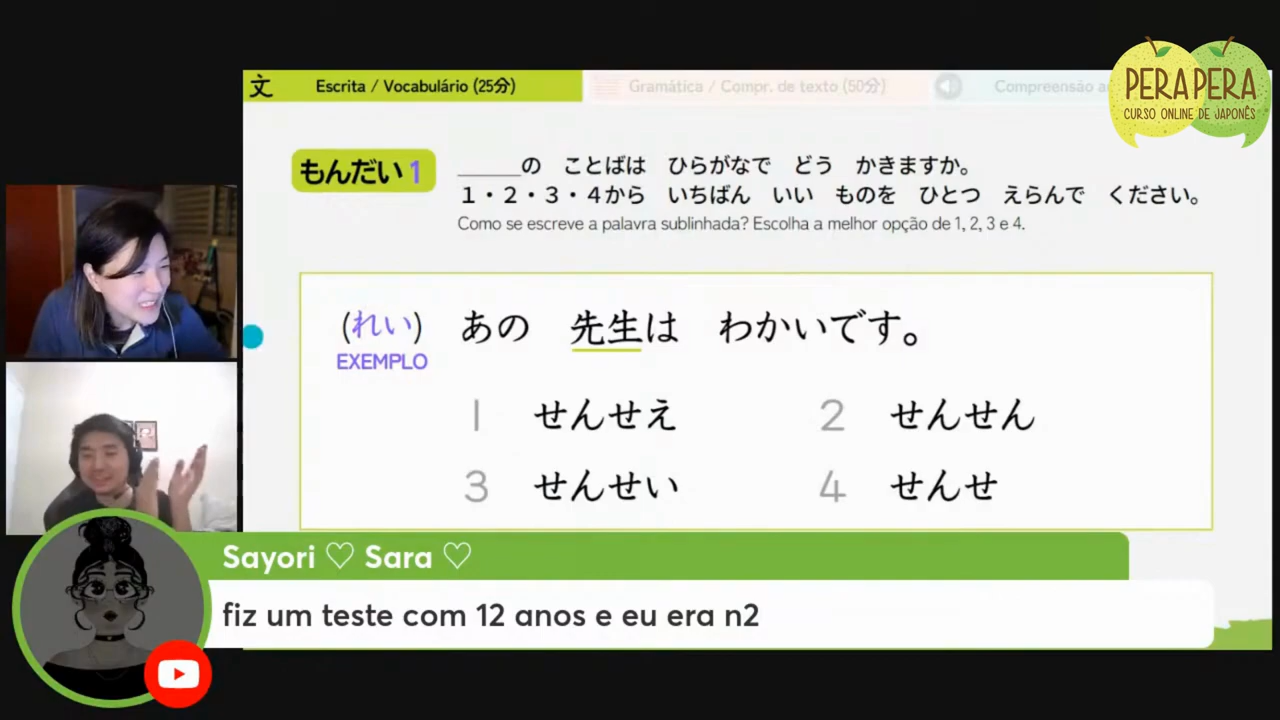 文 Escrita / Vocabulário (25分)
Gramática / Compr. de texto (50分)
Compreensão
PERAPERA
CURSO ONLINE DE JAPONÊS
もんだい 1
______の ことばは ひらがなで どう かきますか。
1・2・3・4から いちばん いい ものを ひとつ えらんで ください。
Como se escreve a palavra sublinhada? Escolha a melhor opção de 1, 2, 3 e 4.
(れい) あの 先生は わかいです。
EXEMPLO
1 せんせえ
2 せんせん
3 せんせい
4 せんせ
Sayori ♡ Sara ♡
fiz um teste com 12 anos e eu era n2